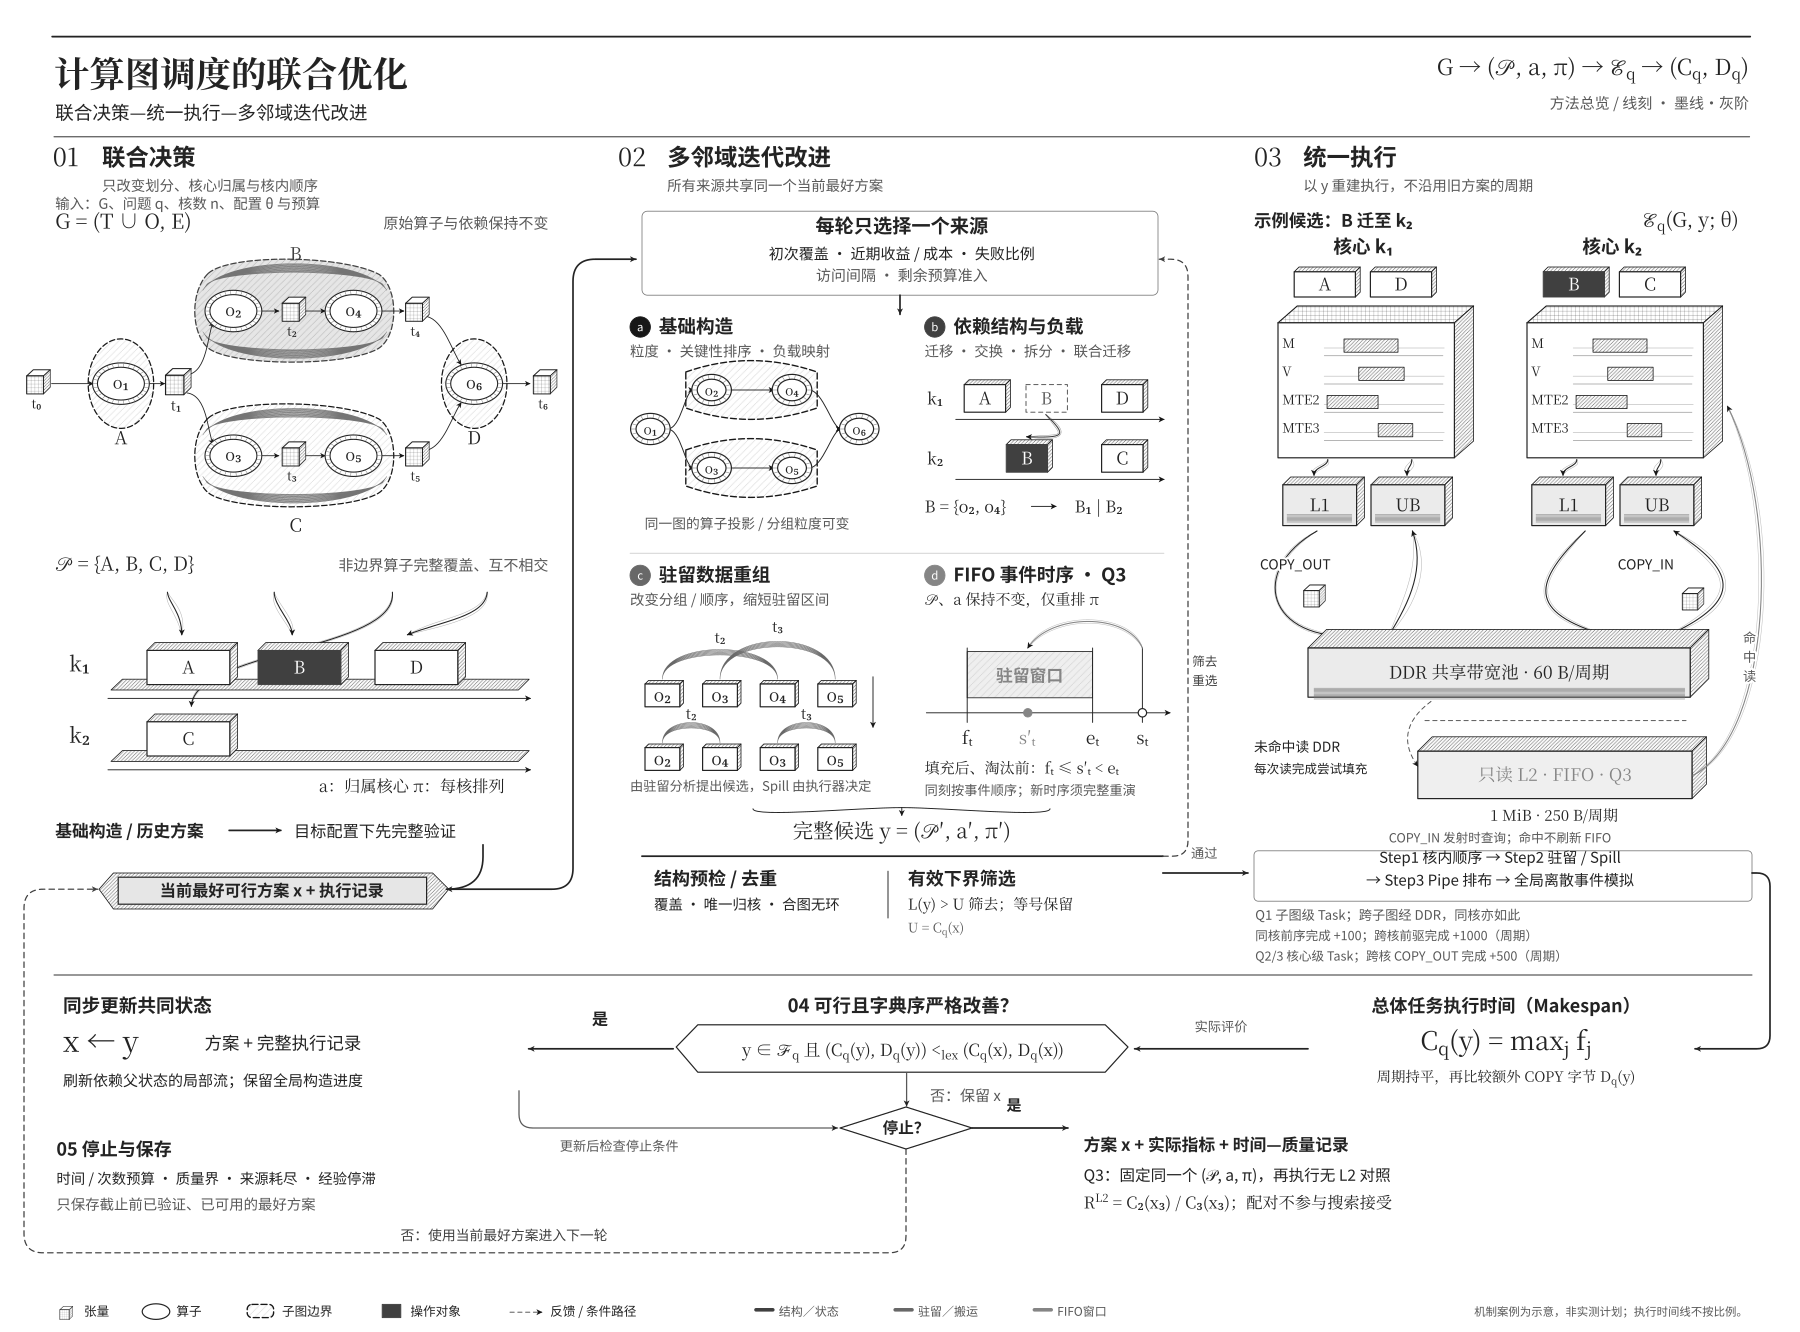 计算图调度的联合优化
联合决策—统一执行—多邻域迭代改进
G → (𝒫, a, π) → ℰq → (Cq, Dq)
方法总览 / 线刻 · 墨线 · 灰阶
01 联合决策
只改变划分、核心归属与核内顺序
输入：G、问题 q、核数 n、配置 θ 与预算
G = (T ∪ O, E)
原始算子与依赖保持不变
B
O₂
t₂
O₄
t₄
t₀
O₁
t₁
A
O₆
t₆
D
O₃
t₃
O₅
t₅
C
𝒫 = {A, B, C, D}
非边界算子完整覆盖、互不相交
k₁
A
B
D
k₂
C
a：归属核心 π：每核排列
基础构造 / 历史方案
目标配置下先完整验证
当前最好可行方案 x + 执行记录
02 多邻域迭代改进
所有来源共享同一个当前最好方案
每轮只选择一个来源
初次覆盖 · 近期收益 / 成本 · 失败比例
访问间隔 · 剩余预算准入
a 基础构造
粒度 · 关键性排序 · 负载映射
O₂
O₄
O₁
O₆
O₃
O₅
同一图的算子投影 / 分组粒度可变
b 依赖结构与负载
迁移 · 交换 · 拆分 · 联合迁移
k₁
A
B
D
k₂
B
C
B = {o₂, o₄} → B₁ | B₂
c 驻留数据重组
改变分组 / 顺序，缩短驻留区间
t₂
t₃
O₂
O₃
O₄
O₅
t₂
t₃
O₂
O₄
O₃
O₅
由驻留分析提出候选，Spill 由执行器决定
d FIFO 事件时序 · Q3
𝒫、a 保持不变，仅重排 π
驻留窗口
fₜ
s′ₜ
eₜ
sₜ
填充后、淘汰前：fₜ ⩽ s′ₜ < eₜ
同刻按事件顺序；新时序须完整重演
筛去
重选
完整候选 y = (𝒫′, a′, π′)
通过
结构预检 / 去重
覆盖 · 唯一归核 · 合图无环
有效下界筛选
L(y) > U 筛去；等号保留
U = Cq(x)
03 统一执行
以 y 重建执行，不沿用旧方案的周期
示例候选：B 迁至 k₂
ℰq(G, y; θ)
核心 k₁
核心 k₂
A
D
B
C
M
V
MTE2
MTE3
M
V
MTE2
MTE3
L1
UB
L1
UB
COPY_OUT
COPY_IN
DDR 共享带宽池 · 60 B/周期
命
中
读
未命中读 DDR
每次读完成尝试填充
只读 L2 · FIFO · Q3
1 MiB · 250 B/周期
COPY_IN 发射时查询；命中不刷新 FIFO
Step1 核内顺序 → Step2 驻留 / Spill
→ Step3 Pipe 排布 → 全局离散事件模拟
Q1 子图级 Task；跨子图经 DDR，同核亦如此
同核前序完成 +100；跨核前驱完成 +1000（周期）
Q2/3 核心级 Task；跨核 COPY_OUT 完成 +500（周期）
同步更新共同状态
x ← y
方案 + 完整执行记录
刷新依赖父状态的局部流；保留全局构造进度
是
04 可行且字典序严格改善？
y ∈ ℱq 且 (Cq(y), Dq(y)) <lex (Cq(x), Dq(x))
实际评价
总体任务执行时间（Makespan）
Cq(y) = maxj fj
周期持平，再比较额外 COPY 字节 Dq(y)
否：保留 x
是
停止？
更新后检查停止条件
05 停止与保存
时间 / 次数预算 · 质量界 · 来源耗尽 · 经验停滞
只保存截止前已验证、已可用的最好方案
否：使用当前最好方案进入下一轮
方案 x + 实际指标 + 时间—质量记录
Q3：固定同一个 (𝒫, a, π)，再执行无 L2 对照
Rᴸ² = C₂(x₃) / C₃(x₃)；配对不参与搜索接受
张量
算子
子图边界
操作对象
反馈 / 条件路径
结构／状态
驻留／搬运
FIFO窗口
机制案例为示意，非实测计划；执行时间线不按比例。